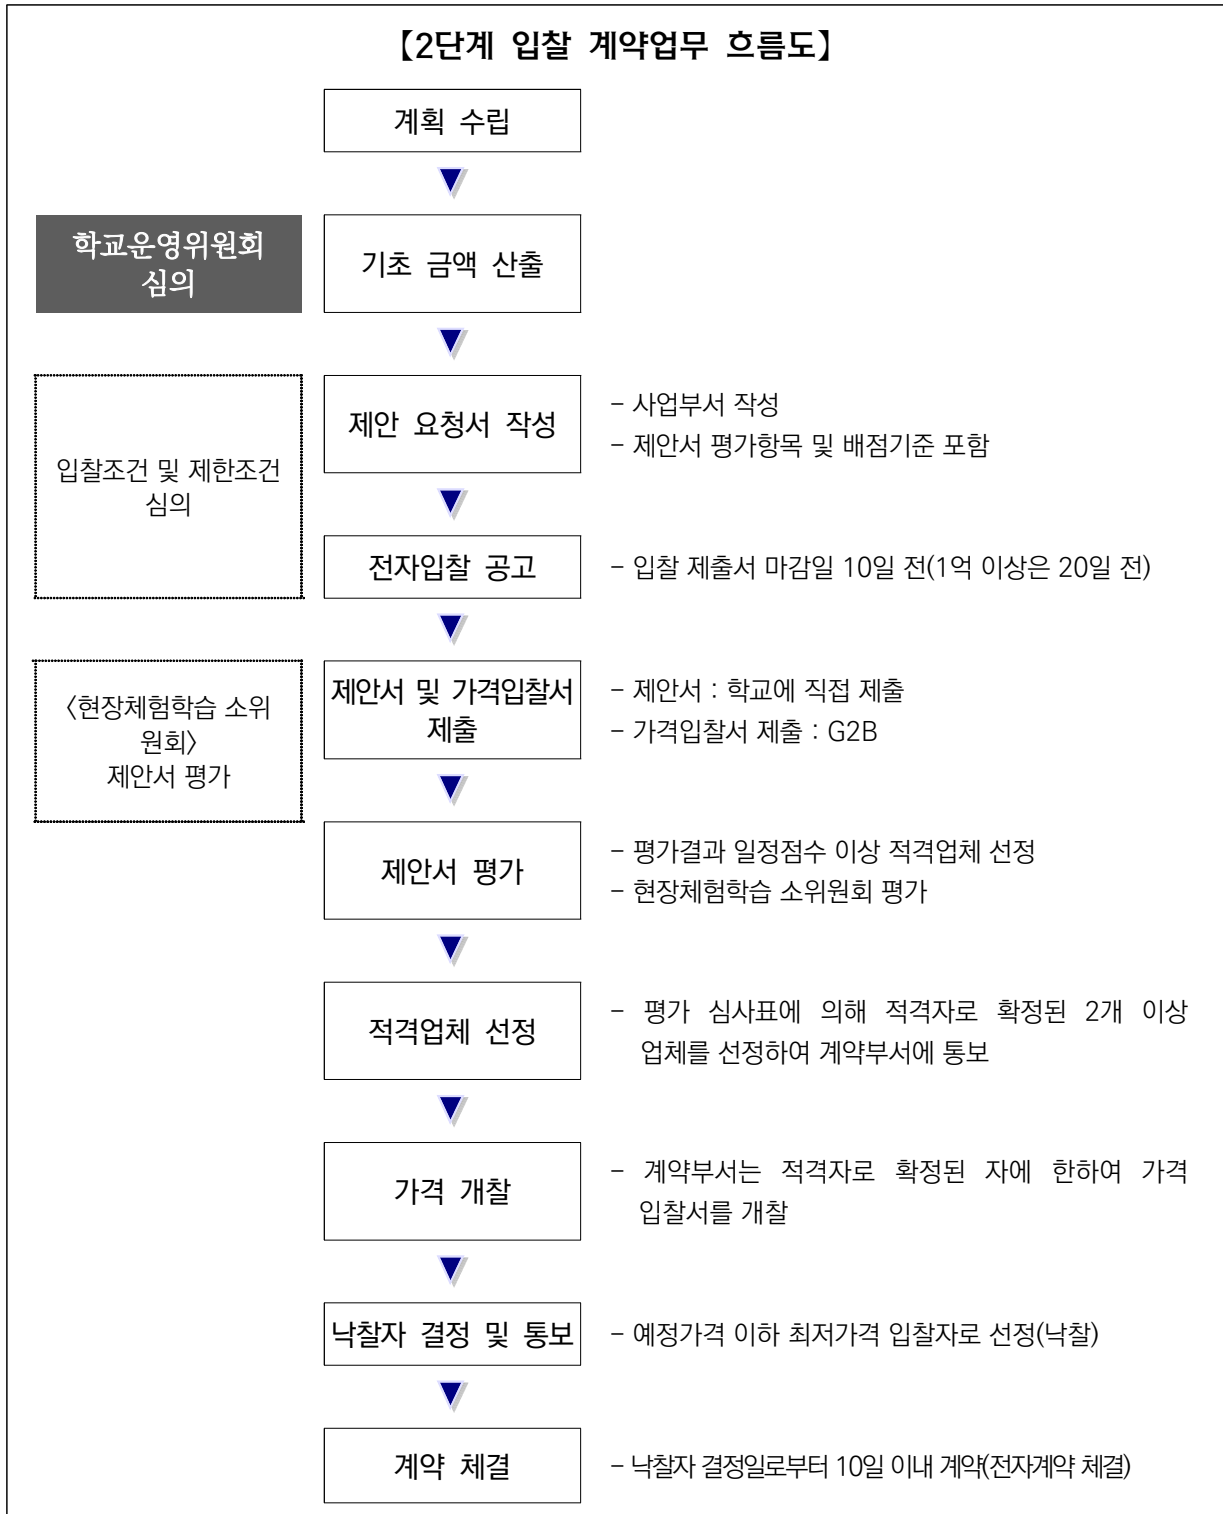 【2단계 입찰 계약업무 흐름도】
계획 수립
학교운영위원회
심의
기초 금액 산출
입찰조건 및 제한조건
심의
제안 요청서 작성
- 사업부서 작성
- 제안서 평가항목 및 배점기준 포함
전자입찰 공고
- 입찰 제출서 마감일 10일 전(1억 이상은 20일 전)
〈현장체험학습 소위
원회〉
제안서 평가
제안서 및 가격입찰서
제출
- 제안서 : 학교에 직접 제출
- 가격입찰서 제출 : G2B
제안서 평가
- 평가결과 일정점수 이상 적격업체 선정
- 현장체험학습 소위원회 평가
적격업체 선정
- 평가 심사표에 의해 적격자로 확정된 2개 이상
업체를 선정하여 계약부서에 통보
가격 개찰
- 계약부서는 적격자로 확정된 자에 한하여 가격
입찰서를 개찰
낙찰자 결정 및 통보
- 예정가격 이하 최저가격 입찰자로 선정(낙찰)
계약 체결
- 낙찰자 결정일로부터 10일 이내 계약(전자계약 체결)